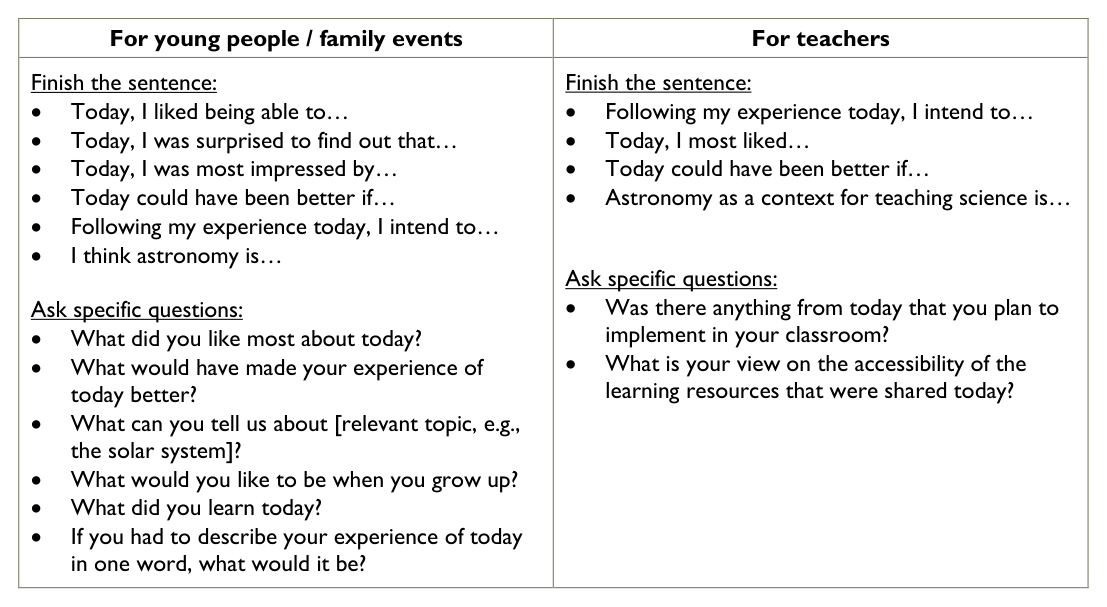 For young people / family events
Finish the sentence:
• Today, I liked being able to…
• Today, I was surprised to find out that…
• Today, I was most impressed by…
• Today could have been better if…
• Following my experience today, I intend to…
• I think astronomy is…
Ask specific questions:
• What did you like most about today?
• What would have made your experience of
today better?
• What can you tell us about [relevant topic, e.g.,
the solar system]?
• What would you like to be when you grow up?
• What did you learn today?
• If you had to describe your experience of today
in one word, what would it be?
For teachers
Finish the sentence:
• Following my experience today, I intend to…
• Today, I most liked…
• Today could have been better if…
• Astronomy as a context for teaching science is…
Ask specific questions:
• Was there anything from today that you plan to
implement in your classroom?
• What is your view on the accessibility of the
learning resources that were shared today?